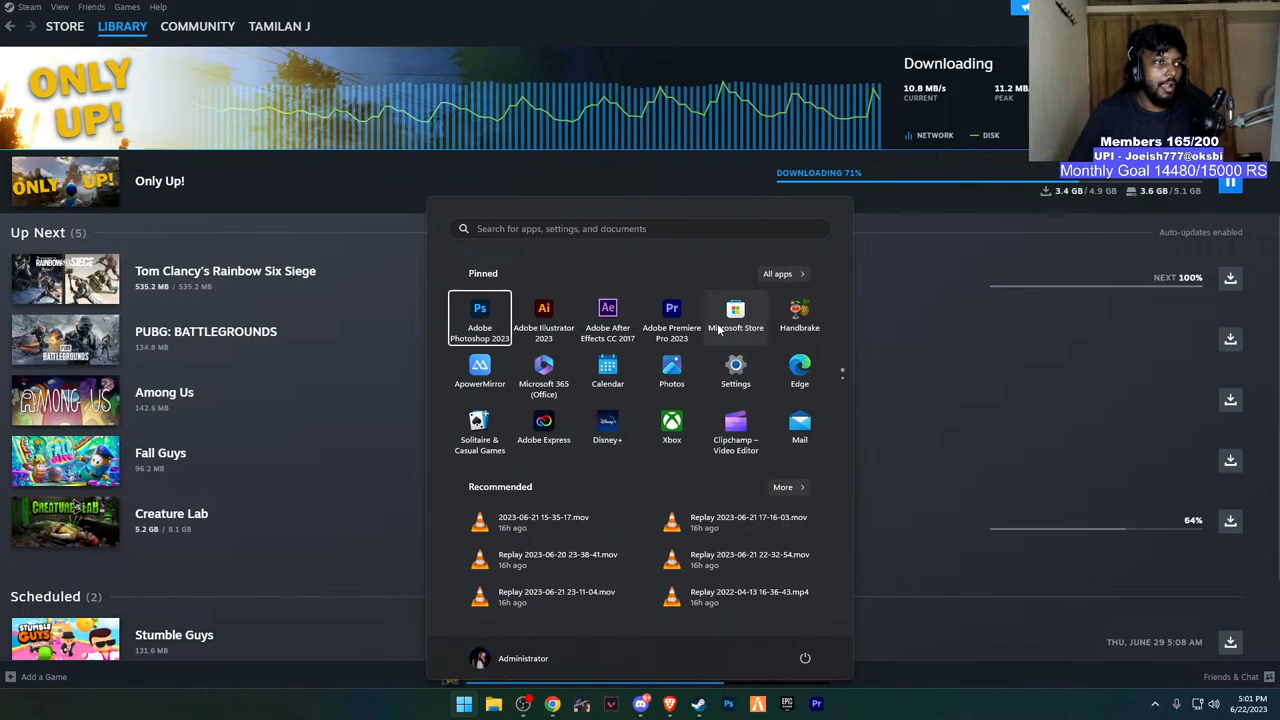 Steam View Friends Games Help
STORE LIBRARY COMMUNITY TAMILAN J
ONLY
UP!
Downloading
10.8 MB/s
CURRENT
11.2 MB/
PEAK
NETWORK
DISK
Members 165/200
UPI - Joeish777@oksbi
Monthly Goal 14480/15000 RS
ONLY UP!
Only Up!
DOWNLOADING 71%
3.4 GB / 4.9 GB 3.6 GB / 5.1 GB
Up Next (5)
Auto-updates enabled
Tom Clancy's Rainbow Six Siege
535.2 MB / 535.2 MB
NEXT 100%
PUBG: BATTLEGROUNDS
134.8 MB
Among Us
142.6 MB
Fall Guys
96.2 MB
Creature Lab
5.2 GB / 8.1 GB
64%
Scheduled (2)
Stumble Guys
131.6 MB
THU, JUNE 29 5:08 AM
Add a Game
Friends & Chat
Search for apps, settings, and documents
Pinned
All apps
Adobe Photoshop 2023
Adobe Illustrator 2023
Adobe After Effects CC 2017
Adobe Premiere Pro 2023
Microsoft Store
Handbrake
ApowerMirror
Microsoft 365 (Office)
Calendar
Photos
Settings
Edge
Solitaire & Casual Games
Adobe Express
Disney+
Xbox
Clipchamp – Video Editor
Mail
Recommended
More
2023-06-21 15-35-17.mov
16h ago
Replay 2023-06-21 17-16-03.mov
16h ago
Replay 2023-06-20 23-38-41.mov
16h ago
Replay 2023-06-21 22-32-54.mov
16h ago
Replay 2023-06-21 23-11-04.mov
16h ago
Replay 2022-04-13 16-36-43.mp4
16h ago
Administrator
5:01 PM
6/22/2023